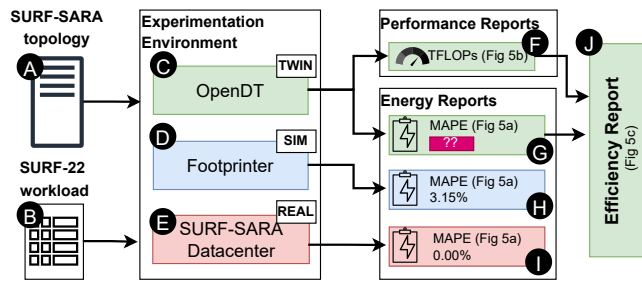 SURF-SARA
topology
A
SURF-22
workload
B
Experimentation
Environment
C
TWIN
OpenDT
D
SIM
Footprinter
E
REAL
SURF-SARA
Datacenter
Performance Reports
F
TFLOPs (Fig 5b)
Energy Reports
MAPE (Fig 5a)
??
G
MAPE (Fig 5a)
3.15%
H
MAPE (Fig 5a)
0.00%
I
J
Efficiency Report
(Fig 5c)